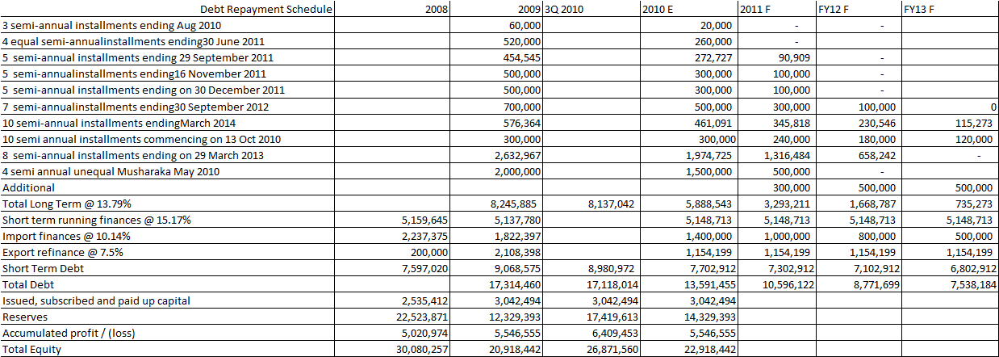 Debt Repayment Schedule 2008 2009 3Q 2010 2010 E 2011 F FY12 F FY13 F
3 semi-annual installments ending Aug 2010 60,000 20,000 - -
4 equal semi-annualinstallments ending30 June 2011 520,000 260,000 -
5 semi-annual installments ending 29 September 2011 454,545 272,727 90,909 -
5 semi-annual installments ending16 November 2011 500,000 300,000 100,000 -
5 semi-annual installments ending on 30 December 2011 500,000 300,000 100,000 -
7 semi-annualinstallments ending30 September 2012 700,000 500,000 300,000 100,000 0
10 semi-annual installments endingMarch 2014 576,364 461,091 345,818 230,546 115,273
10 semi annual installments commencing on 13 Oct 2010 300,000 300,000 240,000 180,000 120,000
8 semi-annual installments ending on 29 March 2013 2,632,967 1,974,725 1,316,484 658,242 -
4 semi annual unequal Musharaka May 2010 2,000,000 1,500,000 500,000 -
Additional 300,000 500,000 500,000
Total Long Term @ 13.79% 8,245,885 8,137,042 5,888,543 3,293,211 1,668,787 735,273
Short term running finances @ 15.17% 5,159,645 5,137,780 5,148,713 5,148,713 5,148,713 5,148,713
Import finances @ 10.14% 2,237,375 1,822,397 1,400,000 1,000,000 800,000 500,000
Export refinance @ 7.5% 200,000 2,108,398 1,154,199 1,154,199 1,154,199 1,154,199
Short Term Debt 7,597,020 9,068,575 8,980,972 7,702,912 7,302,912 7,102,912 6,802,912
Total Debt 17,314,460 17,118,014 13,591,455 10,596,122 8,771,699 7,538,184
Issued, subscribed and paid up capital 2,535,412 3,042,494 3,042,494 3,042,494
Reserves 22,523,871 12,329,393 17,419,613 14,329,393
Accumulated profit / (loss) 5,020,974 5,546,555 6,409,453 5,546,555
Total Equity 30,080,257 20,918,442 26,871,560 22,918,442